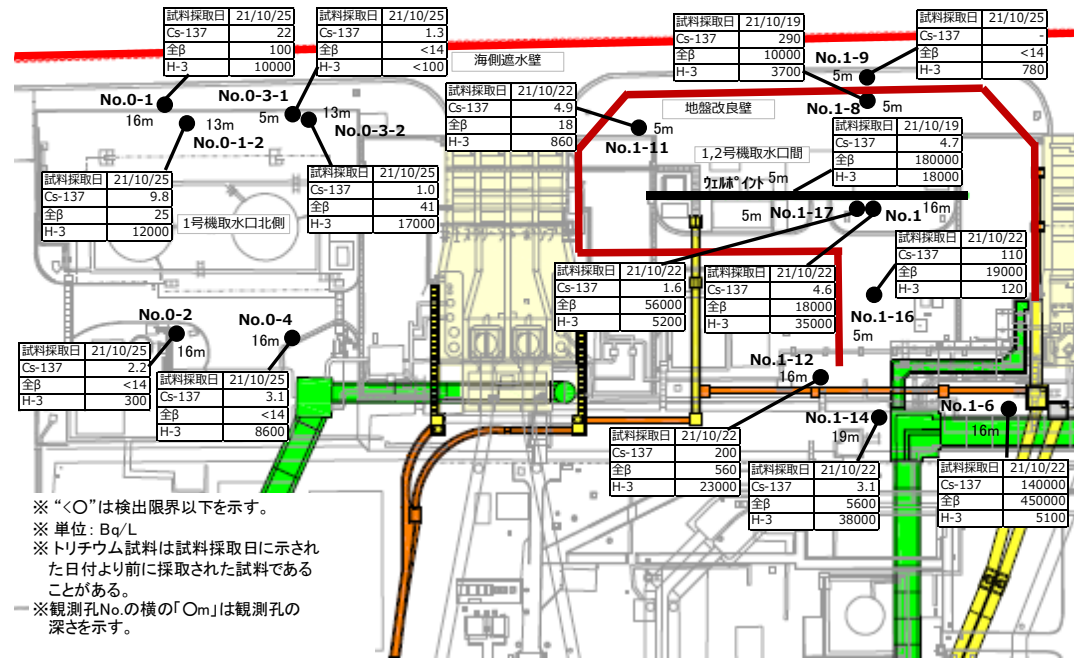 試料採取日 21/10/25
Cs-137 22
全β 100
H-3 10000
試料採取日 21/10/25
Cs-137 1.3
全β <14
H-3 <100
海側遮水壁
試料採取日 21/10/19
Cs-137 290
全β 10000
H-3 3700
試料採取日 21/10/25
Cs-137 -
全β <14
H-3 780
No.1-9
5m
No.1-8
5m
No.0-1
16m
No.0-1-2
13m
No.0-3-1
5m
No.0-3-2
13m
試料採取日 21/10/22
Cs-137 4.9
全β 18
H-3 860
No.1-11
5m
地盤改良壁
1,2号機取水口間
試料採取日 21/10/19
Cs-137 4.7
全β 180000
H-3 18000
ウェルポイント 5m
5m No.1-17
No.1 16m
試料採取日 21/10/25
Cs-137 9.8
全β 25
H-3 12000
1号機取水口北側
試料採取日 21/10/25
Cs-137 1.0
全β 41
H-3 17000
試料採取日 21/10/22
Cs-137 1.6
全β 56000
H-3 5200
試料採取日 21/10/22
Cs-137 4.6
全β 18000
H-3 35000
試料採取日 21/10/22
Cs-137 110
全β 19000
H-3 120
No.1-16
5m
No.0-2
16m
No.0-4
16m
試料採取日 21/10/25
Cs-137 2.2
全β <14
H-3 300
試料採取日 21/10/25
Cs-137 3.1
全β <14
H-3 8600
No.1-12
16m
No.1-14
19m
No.1-6
16m
試料採取日 21/10/22
Cs-137 200
全β 560
H-3 23000
試料採取日 21/10/22
Cs-137 3.1
全β 5600
H-3 38000
試料採取日 21/10/22
Cs-137 140000
全β 450000
H-3 5100
※ “<〇”は検出限界以下を示す。
※ 単位: Bq/L
※ トリチウム試料は試料採取日に示され
た日付より前に採取された試料である
ことがある。
※観測孔No.の横の「〇m」は観測孔の
深さを示す。